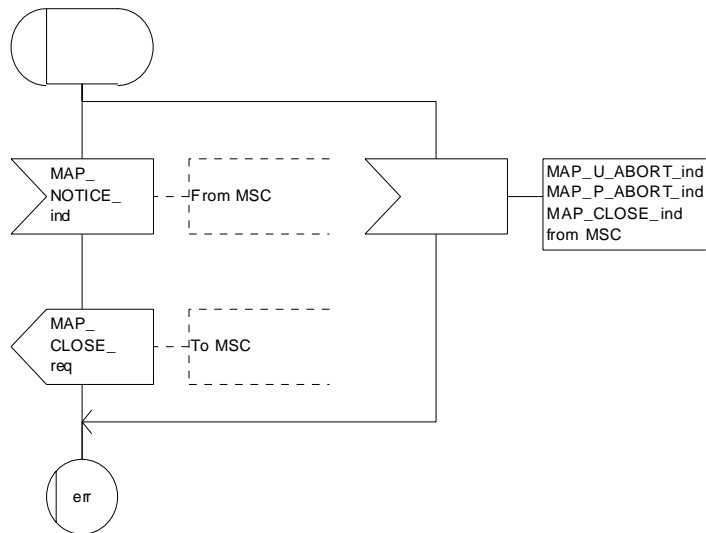 MAP_
NOTICE_
ind
From MSC
MAP_U_ABORT_ind
MAP_P_ABORT_ind
MAP_CLOSE_ind
from MSC
MAP_
CLOSE_
req
To MSC
err